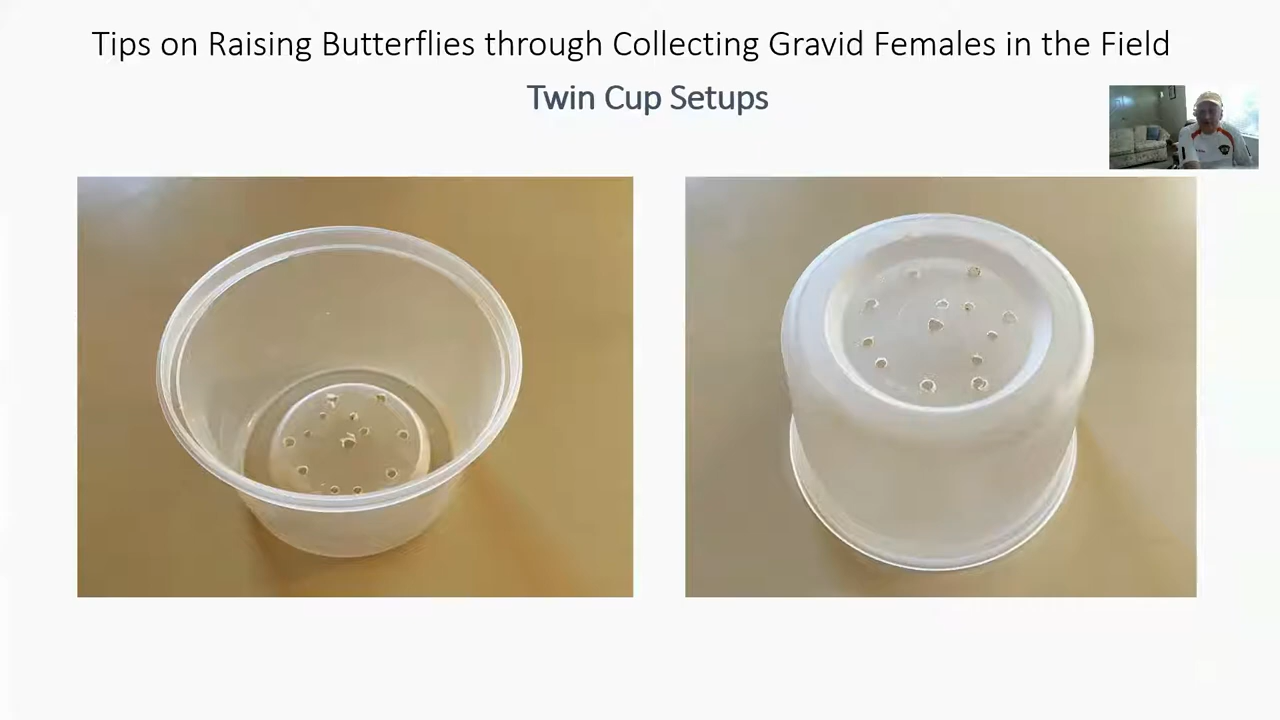 Tips on Raising Butterflies through Collecting Gravid Females in the Field
Twin Cup Setups